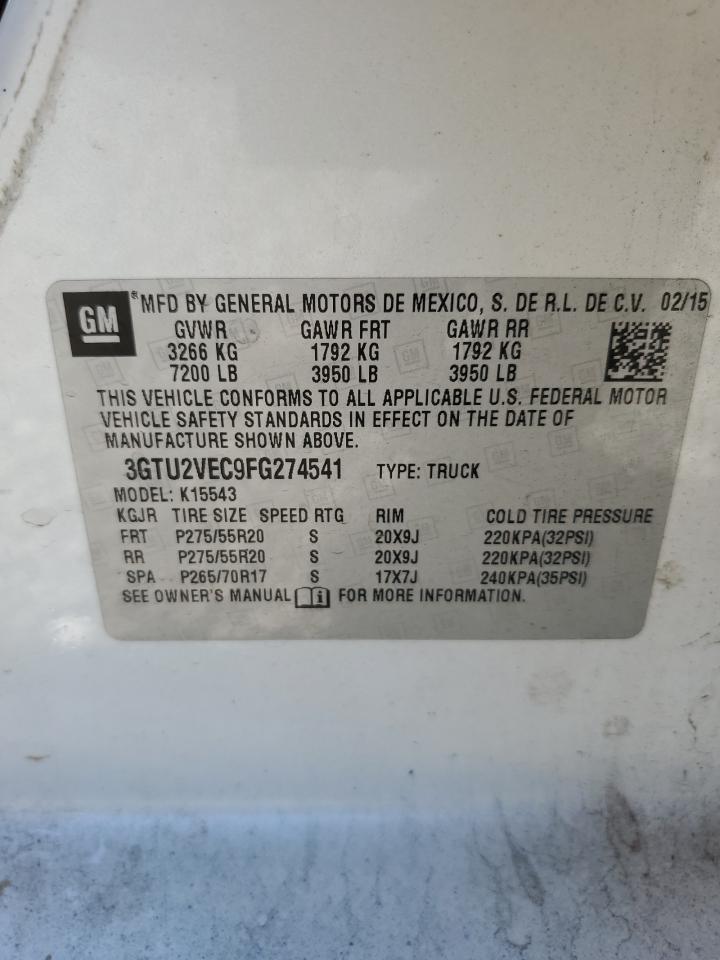 GM ® MFD BY GENERAL MOTORS DE MEXICO, S. DE R.L. DE C.V. 02/15
GVWR GAWR FRT GAWR RR
3266 KG 1792 KG 1792 KG
7200 LB 3950 LB 3950 LB
THIS VEHICLE CONFORMS TO ALL APPLICABLE U.S. FEDERAL MOTOR
VEHICLE SAFETY STANDARDS IN EFFECT ON THE DATE OF
MANUFACTURE SHOWN ABOVE.
3GTU2VEC9FG274541 TYPE: TRUCK
MODEL: K15543
KGJR TIRE SIZE SPEED RTG RIM COLD TIRE PRESSURE
FRT P275/55R20 S 20X9J 220KPA(32PSI)
RR P275/55R20 S 20X9J 220KPA(32PSI)
SPA P265/70R17 S 17X7J 240KPA(35PSI)
SEE OWNER'S MANUAL FOR MORE INFORMATION.